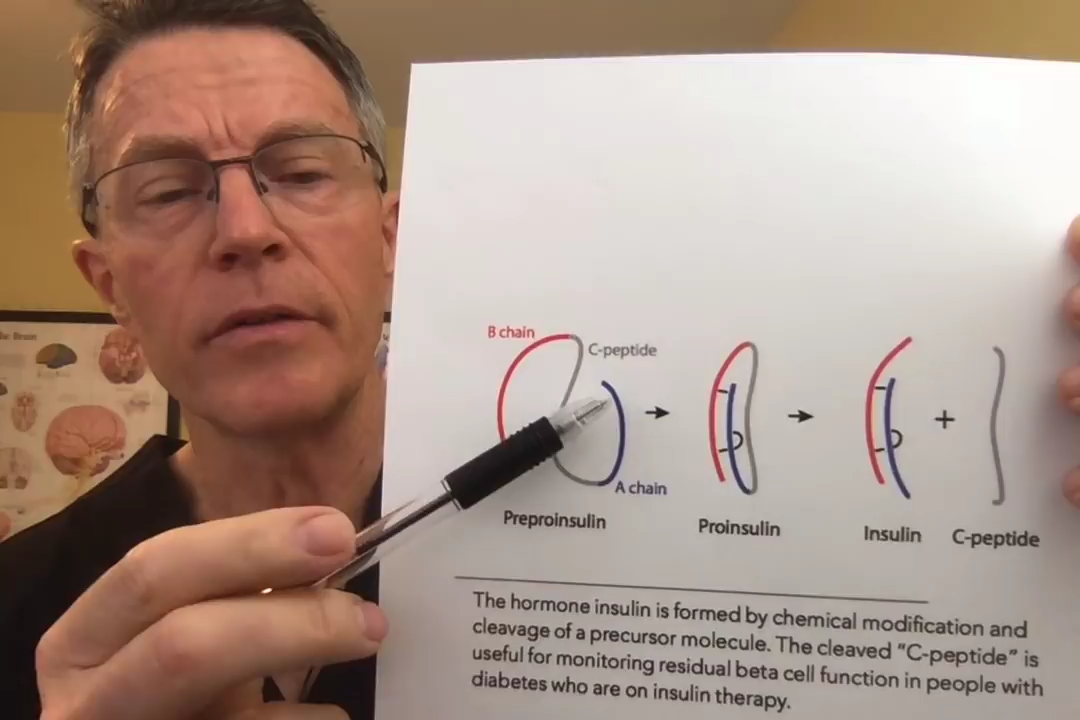 he Brain
B chain
C-peptide
A chain
Preproinsulin
Proinsulin
Insulin
+
C-peptide
The hormone insulin is formed by chemical modification and
cleavage of a precursor molecule. The cleaved “C-peptide” is
useful for monitoring residual beta cell function in people with
diabetes who are on insulin therapy.